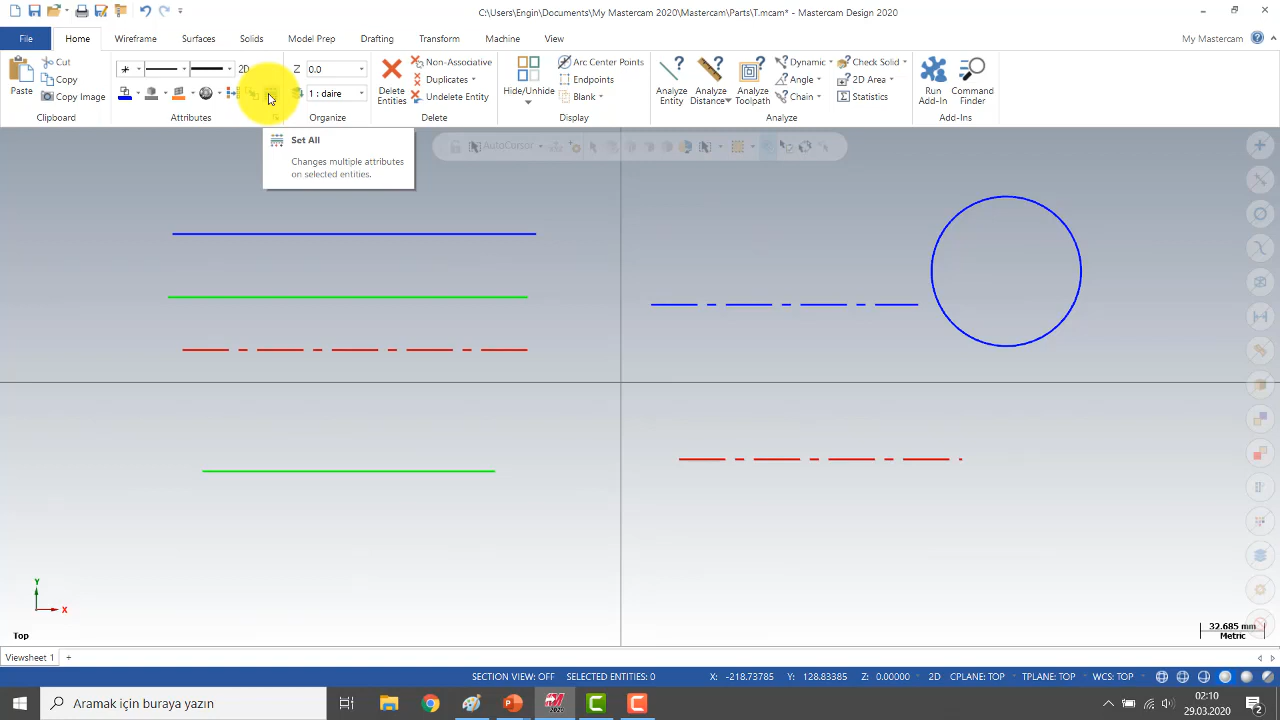 C:\Users\Engin\Documents\My Mastercam 2020\Mastercam\Parts\T.mcam* - Mastercam Design 2020
File Home Wireframe Surfaces Solids Model Prep Drafting Transform Machine View My Mastercam
Paste
Cut
Copy
Copy Image
Clipboard
2D
Attributes
Z 0.0
1 : daire
Organize
Delete Entities
Non-Associative
Duplicates
Undelete Entity
Delete
Hide/Unhide
Arc Center Points
Endpoints
Blank
Display
Analyze Entity
Analyze Distance
Analyze Toolpath
Dynamic
Angle
Chain
Check Solid
2D Area
Statistics
Analyze
Run Add-In
Command Finder
Add-Ins
Set All
Changes multiple attributes
on selected entities.
AutoCursor
Y
X
Top
32.685 mm
Metric
Viewsheet 1 +
SECTION VIEW: OFF SELECTED ENTITIES: 0 X: -218.73785 Y: 128.83385 Z: 0.00000 2D CPLANE: TOP TPLANE: TOP WCS: TOP
Aramak için buraya yazın
2020
02:10
29.03.2020
2